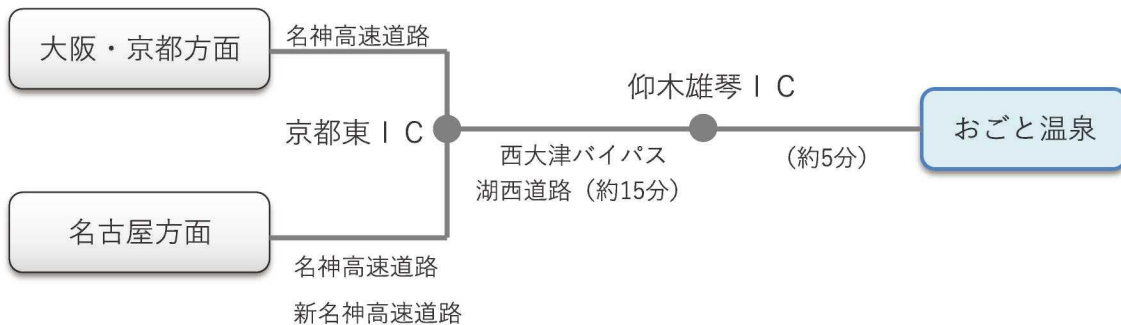 大阪・京都方面
名神高速道路
仰木雄琴ＩＣ
京都東ＩＣ
おごと温泉
西大津バイパス
湖西道路（約15分）
（約5分）
名古屋方面
名神高速道路
新名神高速道路